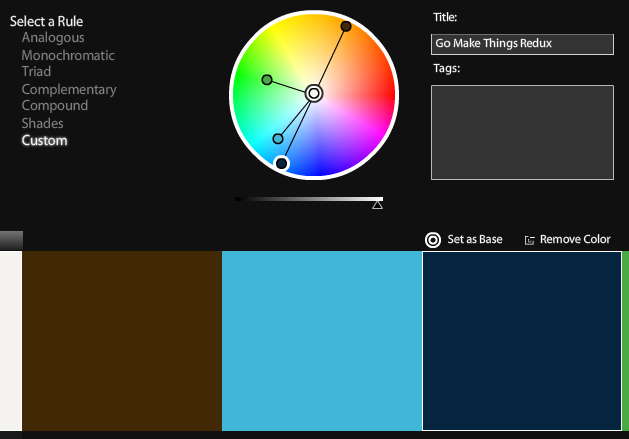 Select a Rule
Analogous
Monochromatic
Triad
Complementary
Compound
Shades
Custom
Title:
Go Make Things Redux
Tags:
Set as Base
Remove Color